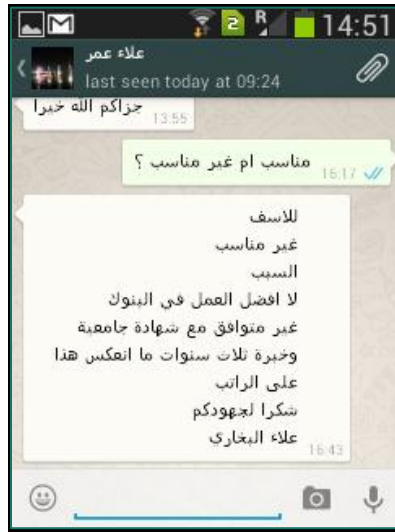 14:51
علاء عمر
last seen today at 09:24
جزاكم الله خيرا
13:55
مناسب ام غير مناسب ؟
16:17
للاسف
غير مناسب
السبب
لا افضل العمل في البنوك
غير متوافق مع شهادة جامعية
وخبرة ثلاث سنوات ما انعكس هذا
على الراتب
شكرا لجهودكم
علاء البخاري
16:43